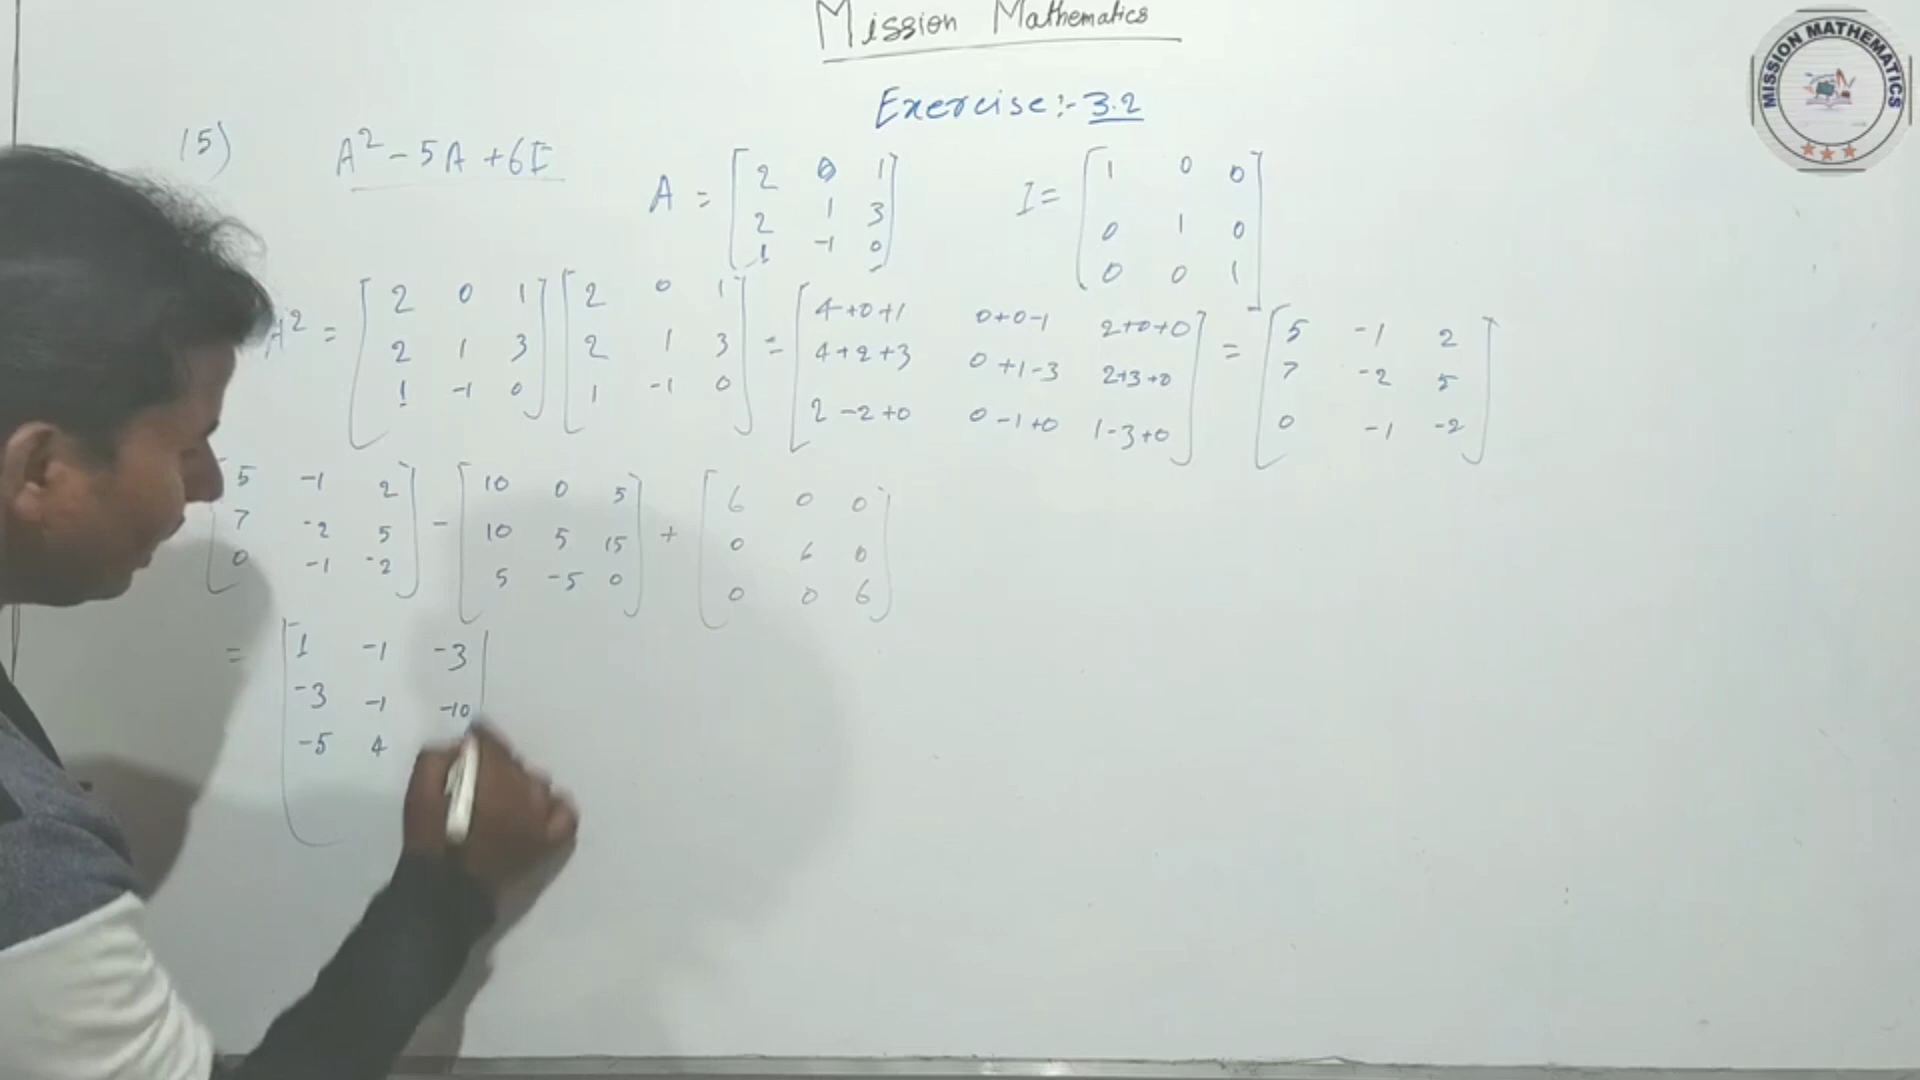 Mission Mathematics
MISSION MATHEMATICS
Exercise:- 3.2
15) A² - 5A + 6I
A = [2 0 1
2 1 3
1 -1 0]
I = [1 0 0
0 1 0
0 0 1]
A² = [2 0 1
2 1 3
1 -1 0] [2 0 1
2 1 3
1 -1 0] = [4+0+1 0+0-1 2+0+0
4+2+3 0+1-3 2+3+0
2-2+0 0-1+0 1-3+0] = [5 -1 2
7 -2 5
0 -1 -2]
[5 -1 2
7 -2 5
0 -1 -2] - [10 0 5
10 5 15
5 -5 0] + [6 0 0
0 6 0
0 0 6]
= [1 -1 -3
-3 -1 -10
-5 4